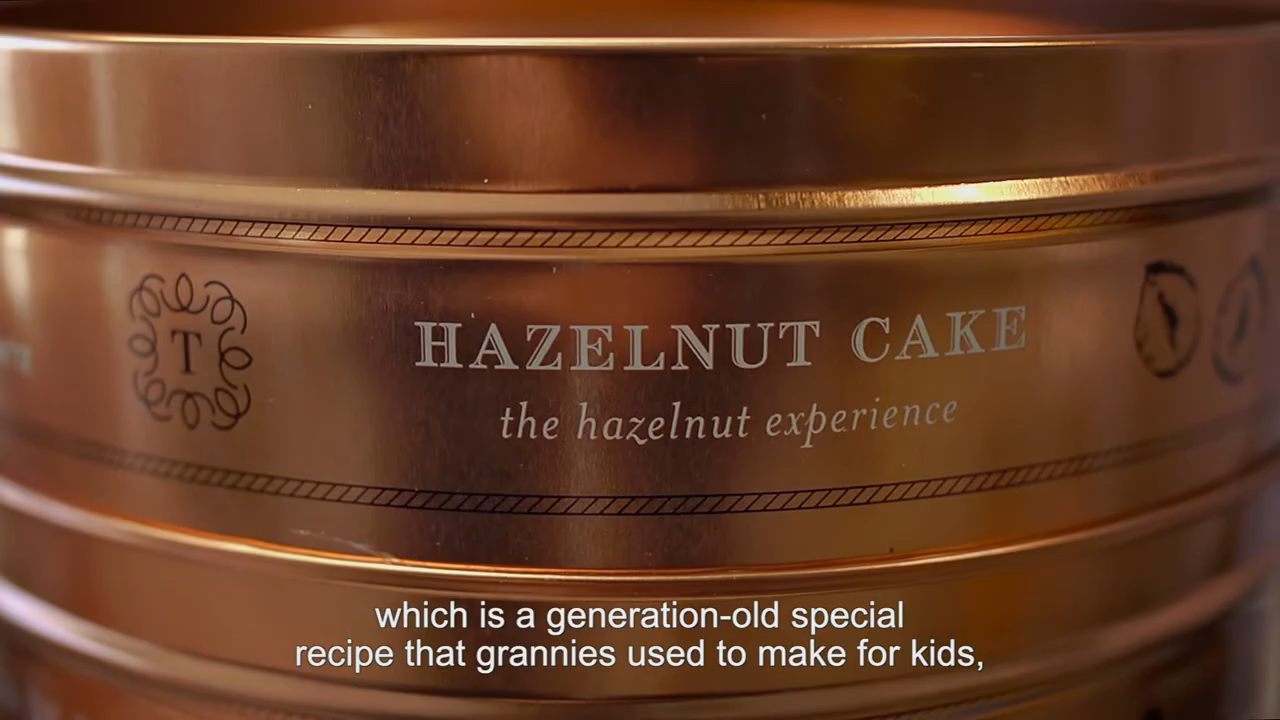 T
HAZELNUT CAKE
the hazelnut experience
which is a generation-old special
recipe that grannies used to make for kids,